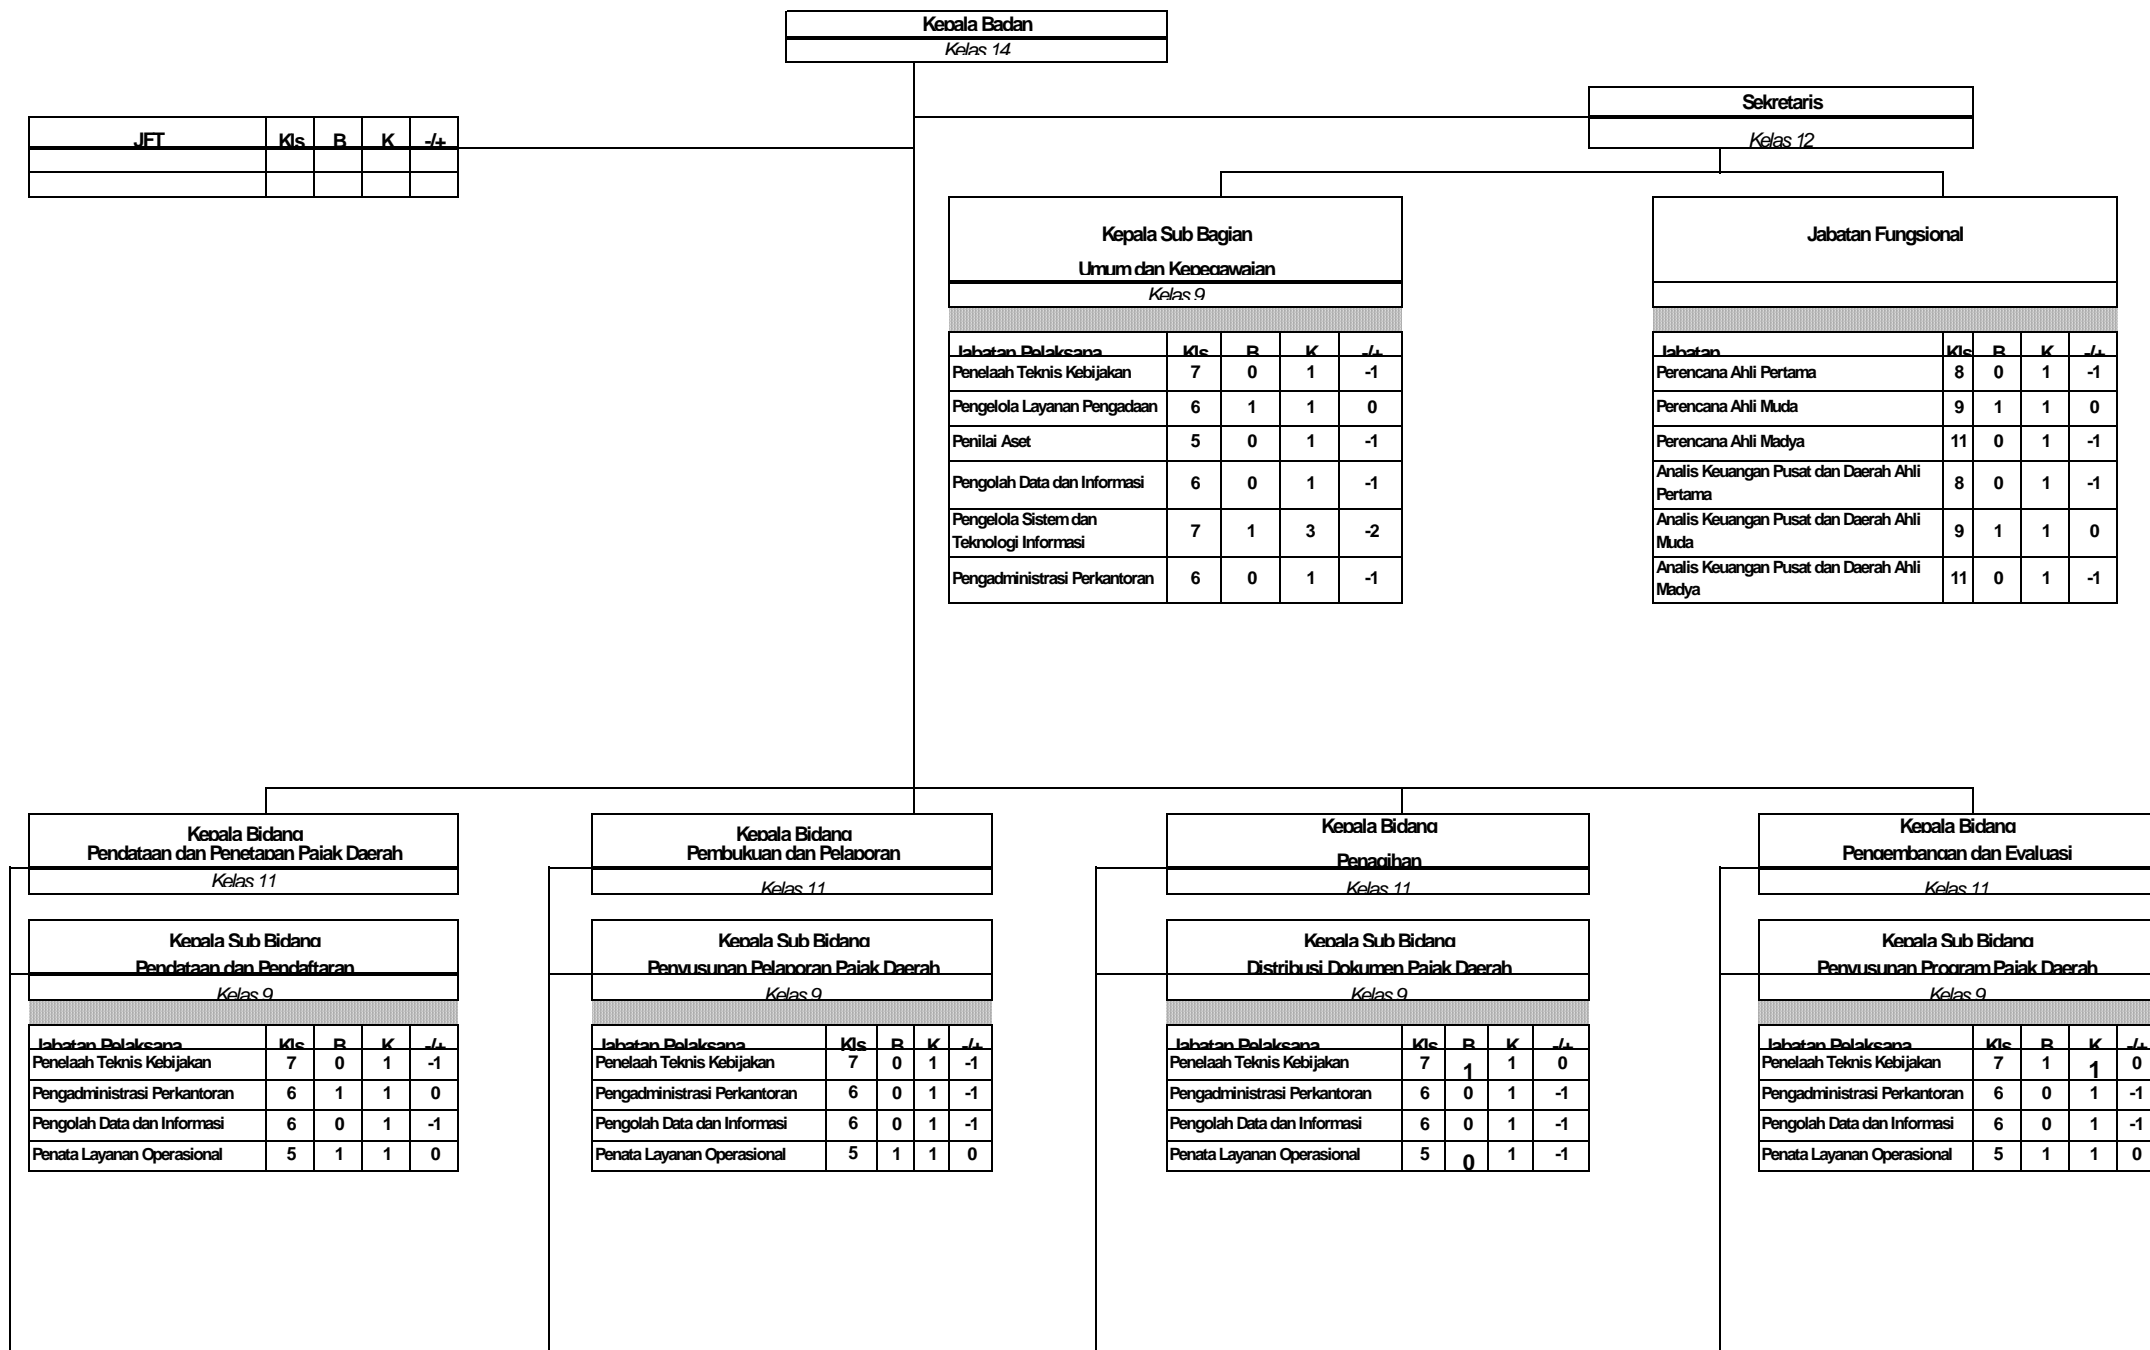 Kepala Badan
Kelas 14
Sekretaris
Kelas 12
JFT Kls B K -/+
Kepala Sub Bagian
Umum dan Kepegawaian
Kelas 9
Jabatan Pelaksana Kls B K -/+
Penelaah Teknis Kebijakan 7 0 1 -1
Pengelola Layanan Pengadaan 6 1 1 0
Penilai Aset 5 0 1 -1
Pengolah Data dan Informasi 6 0 1 -1
Pengelola Sistem dan
Teknologi Informasi 7 1 3 -2
Pengadministrasi Perkantoran 6 0 1 -1
Jabatan Fungsional
Jabatan Kls B K -/+
Perencana Ahli Pertama 8 0 1 -1
Perencana Ahli Muda 9 1 1 0
Perencana Ahli Madya 11 0 1 -1
Analis Keuangan Pusat dan Daerah Ahli
Pertama 8 0 1 -1
Analis Keuangan Pusat dan Daerah Ahli
Muda 9 1 1 0
Analis Keuangan Pusat dan Daerah Ahli
Madya 11 0 1 -1
Kepala Bidang
Pendataan dan Penetapan Pajak Daerah
Kelas 11
Kepala Sub Bidang
Pendataan dan Pendaftaran
Kelas 9
Jabatan Pelaksana Kls B K -/+
Penelaah Teknis Kebijakan 7 0 1 -1
Pengadministrasi Perkantoran 6 1 1 0
Pengolah Data dan Informasi 6 0 1 -1
Penata Layanan Operasional 5 1 1 0
Kepala Bidang
Pembukuan dan Pelaporan
Kelas 11
Kepala Sub Bidang
Penyusunan Pelaporan Pajak Daerah
Kelas 9
Jabatan Pelaksana Kls B K -/+
Penelaah Teknis Kebijakan 7 0 1 -1
Pengadministrasi Perkantoran 6 0 1 -1
Pengolah Data dan Informasi 6 0 1 -1
Penata Layanan Operasional 5 1 1 0
Kepala Bidang
Penagihan
Kelas 11
Kepala Sub Bidang
Distribusi Dokumen Pajak Daerah
Kelas 9
Jabatan Pelaksana Kls B K -/+
Penelaah Teknis Kebijakan 7 1 1 0
Pengadministrasi Perkantoran 6 0 1 -1
Pengolah Data dan Informasi 6 0 1 -1
Penata Layanan Operasional 5 0 1 -1
Kepala Bidang
Pengembangan dan Evaluasi
Kelas 11
Kepala Sub Bidang
Penyusunan Program Pajak Daerah
Kelas 9
Jabatan Pelaksana Kls B K -/+
Penelaah Teknis Kebijakan 7 1 1 0
Pengadministrasi Perkantoran 6 0 1 -1
Pengolah Data dan Informasi 6 0 1 -1
Penata Layanan Operasional 5 1 1 0